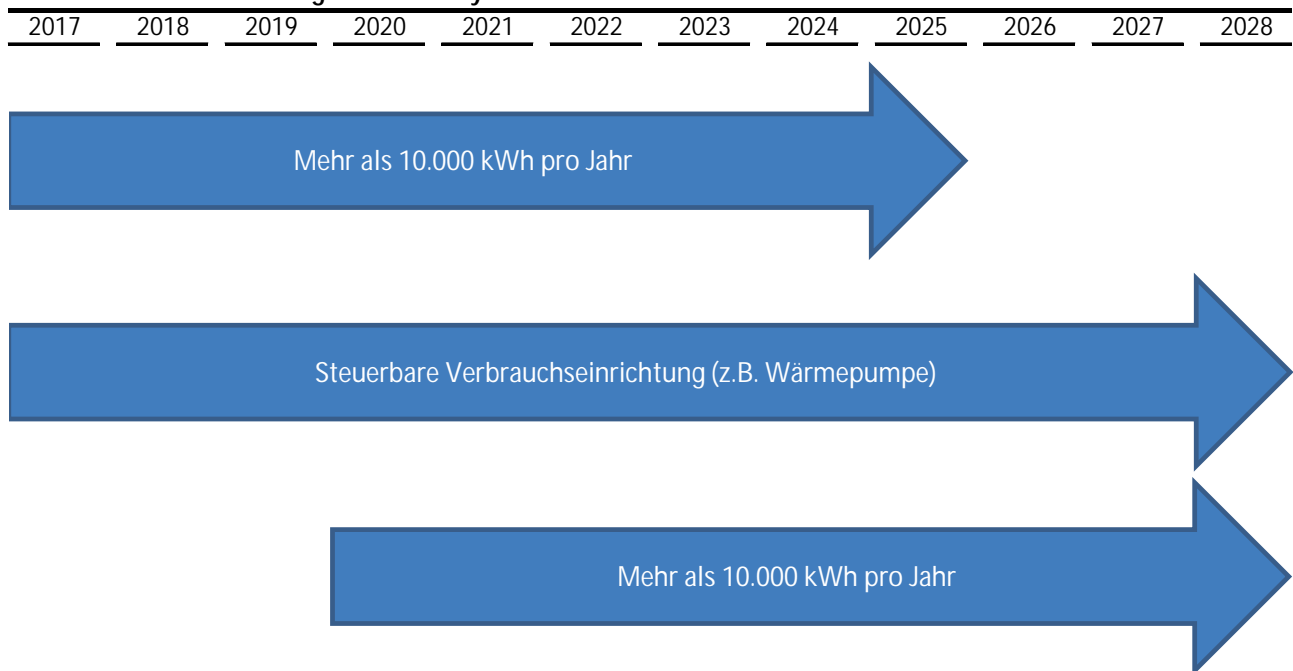 2017 2018 2019 2020 2021 2022 2023 2024 2025 2026 2027 2028
Mehr als 10.000 kWh pro Jahr
Steuerbare Verbrauchseinrichtung (z.B. Wärmepumpe)
Mehr als 10.000 kWh pro Jahr